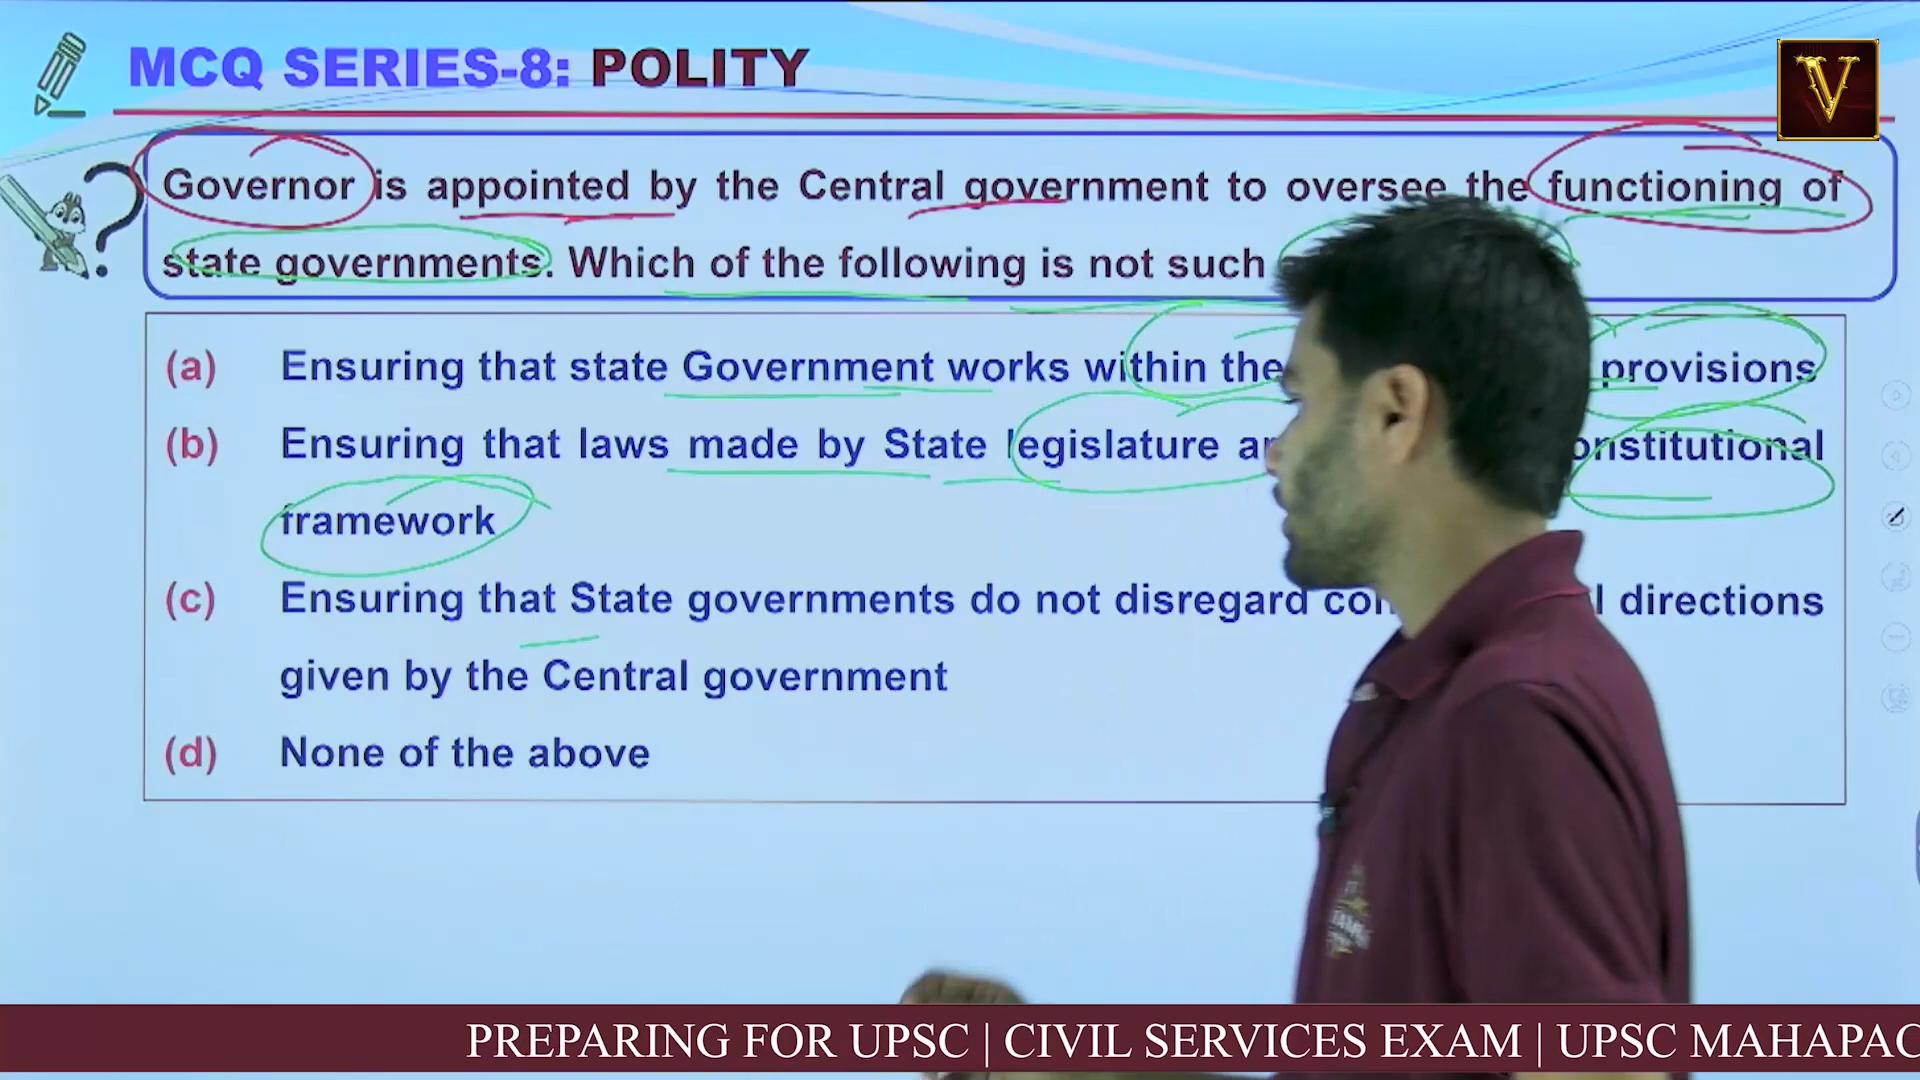 MCQ SERIES-8: POLITY
V
Governor is appointed by the Central government to oversee the functioning of
state governments. Which of the following is not such
(a) Ensuring that state Government works within the provisions
(b) Ensuring that laws made by State legislature
framework
(c) Ensuring that State governments do not disregard directions
given by the Central government
(d) None of the above
PREPARING FOR UPSC | CIVIL SERVICES EXAM | UPSC